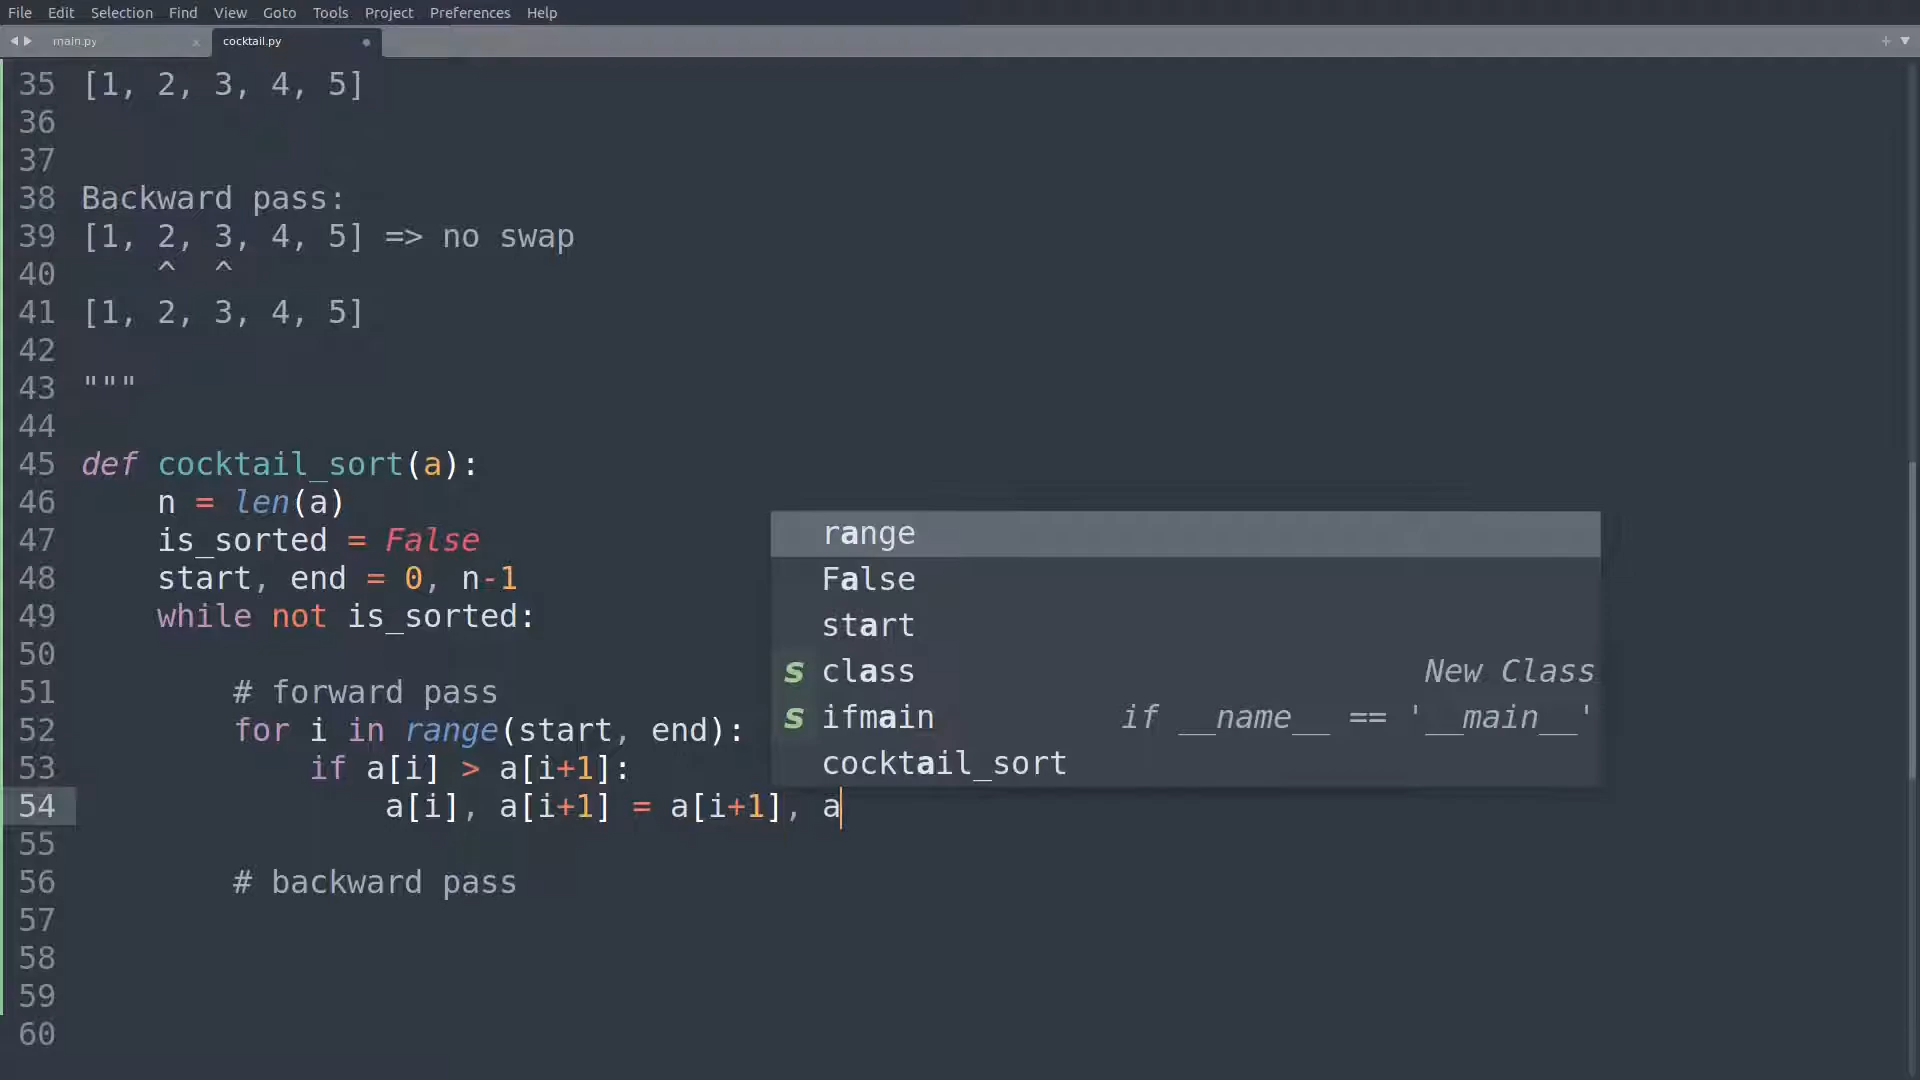 File Edit Selection Find View Goto Tools Project Preferences Help
main.py x cocktail.py
35 [1, 2, 3, 4, 5]
36
37
38 Backward pass:
39 [1, 2, 3, 4, 5] => no swap
40     ^  ^
41 [1, 2, 3, 4, 5]
42
43 """
44
45 def cocktail_sort(a):
46     n = len(a)
47     is_sorted = False
48     start, end = 0, n-1
49     while not is_sorted:
50
51         # forward pass
52         for i in range(start, end):
53             if a[i] > a[i+1]:
54                 a[i], a[i+1] = a[i+1], a
55
56         # backward pass
57
58
59
60
range
False
start
s class New Class
s ifmain if __name__ == '__main__'
cocktail_sort